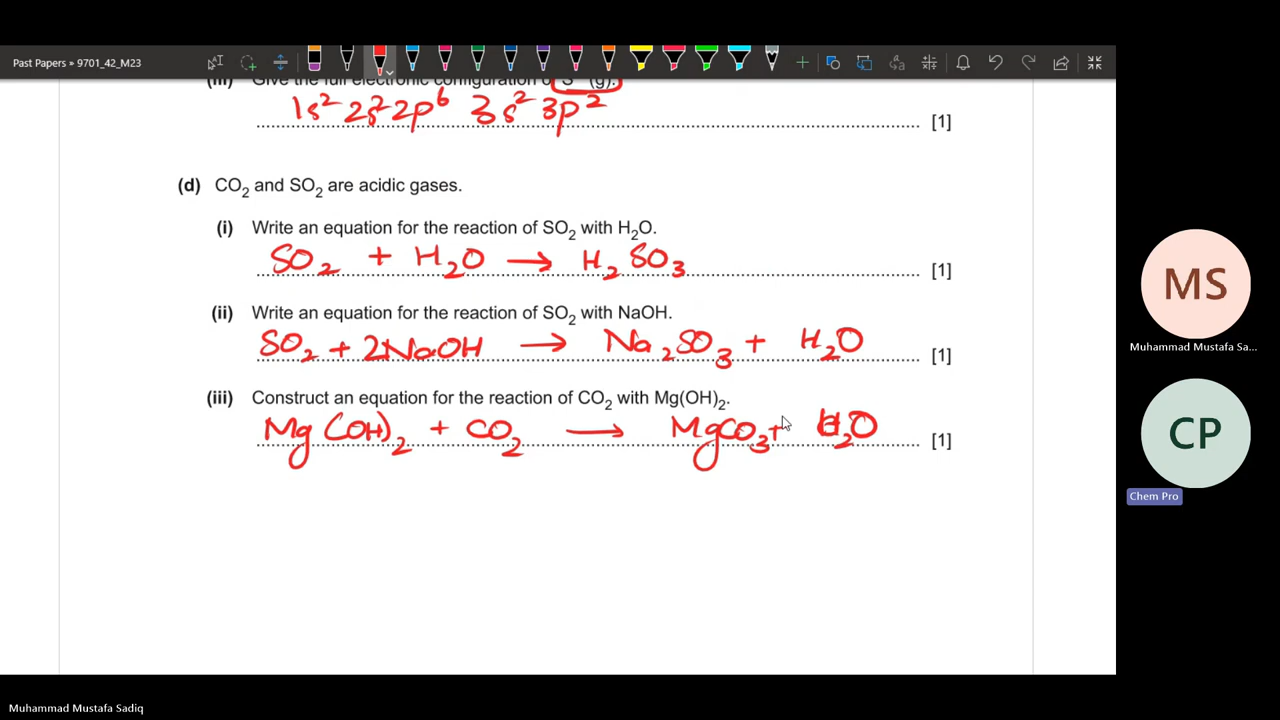 Past Papers » 9701_42_M23
(iii) Give the full electronic configuration of S (g).
1s² 2s² 2p⁶ 3s² 3p²
[1]
(d) CO₂ and SO₂ are acidic gases.
(i) Write an equation for the reaction of SO₂ with H₂O.
SO₂ + H₂O → H₂SO₃ [1]
(ii) Write an equation for the reaction of SO₂ with NaOH.
SO₂ + 2NaOH → Na₂SO₃ + H₂O [1]
(iii) Construct an equation for the reaction of CO₂ with Mg(OH)₂.
Mg(OH)₂ + CO₂ → MgCO₃ + H₂O [1]
MS
Muhammad Mustafa Sa...
CP
Chem Pro
Muhammad Mustafa Sadiq